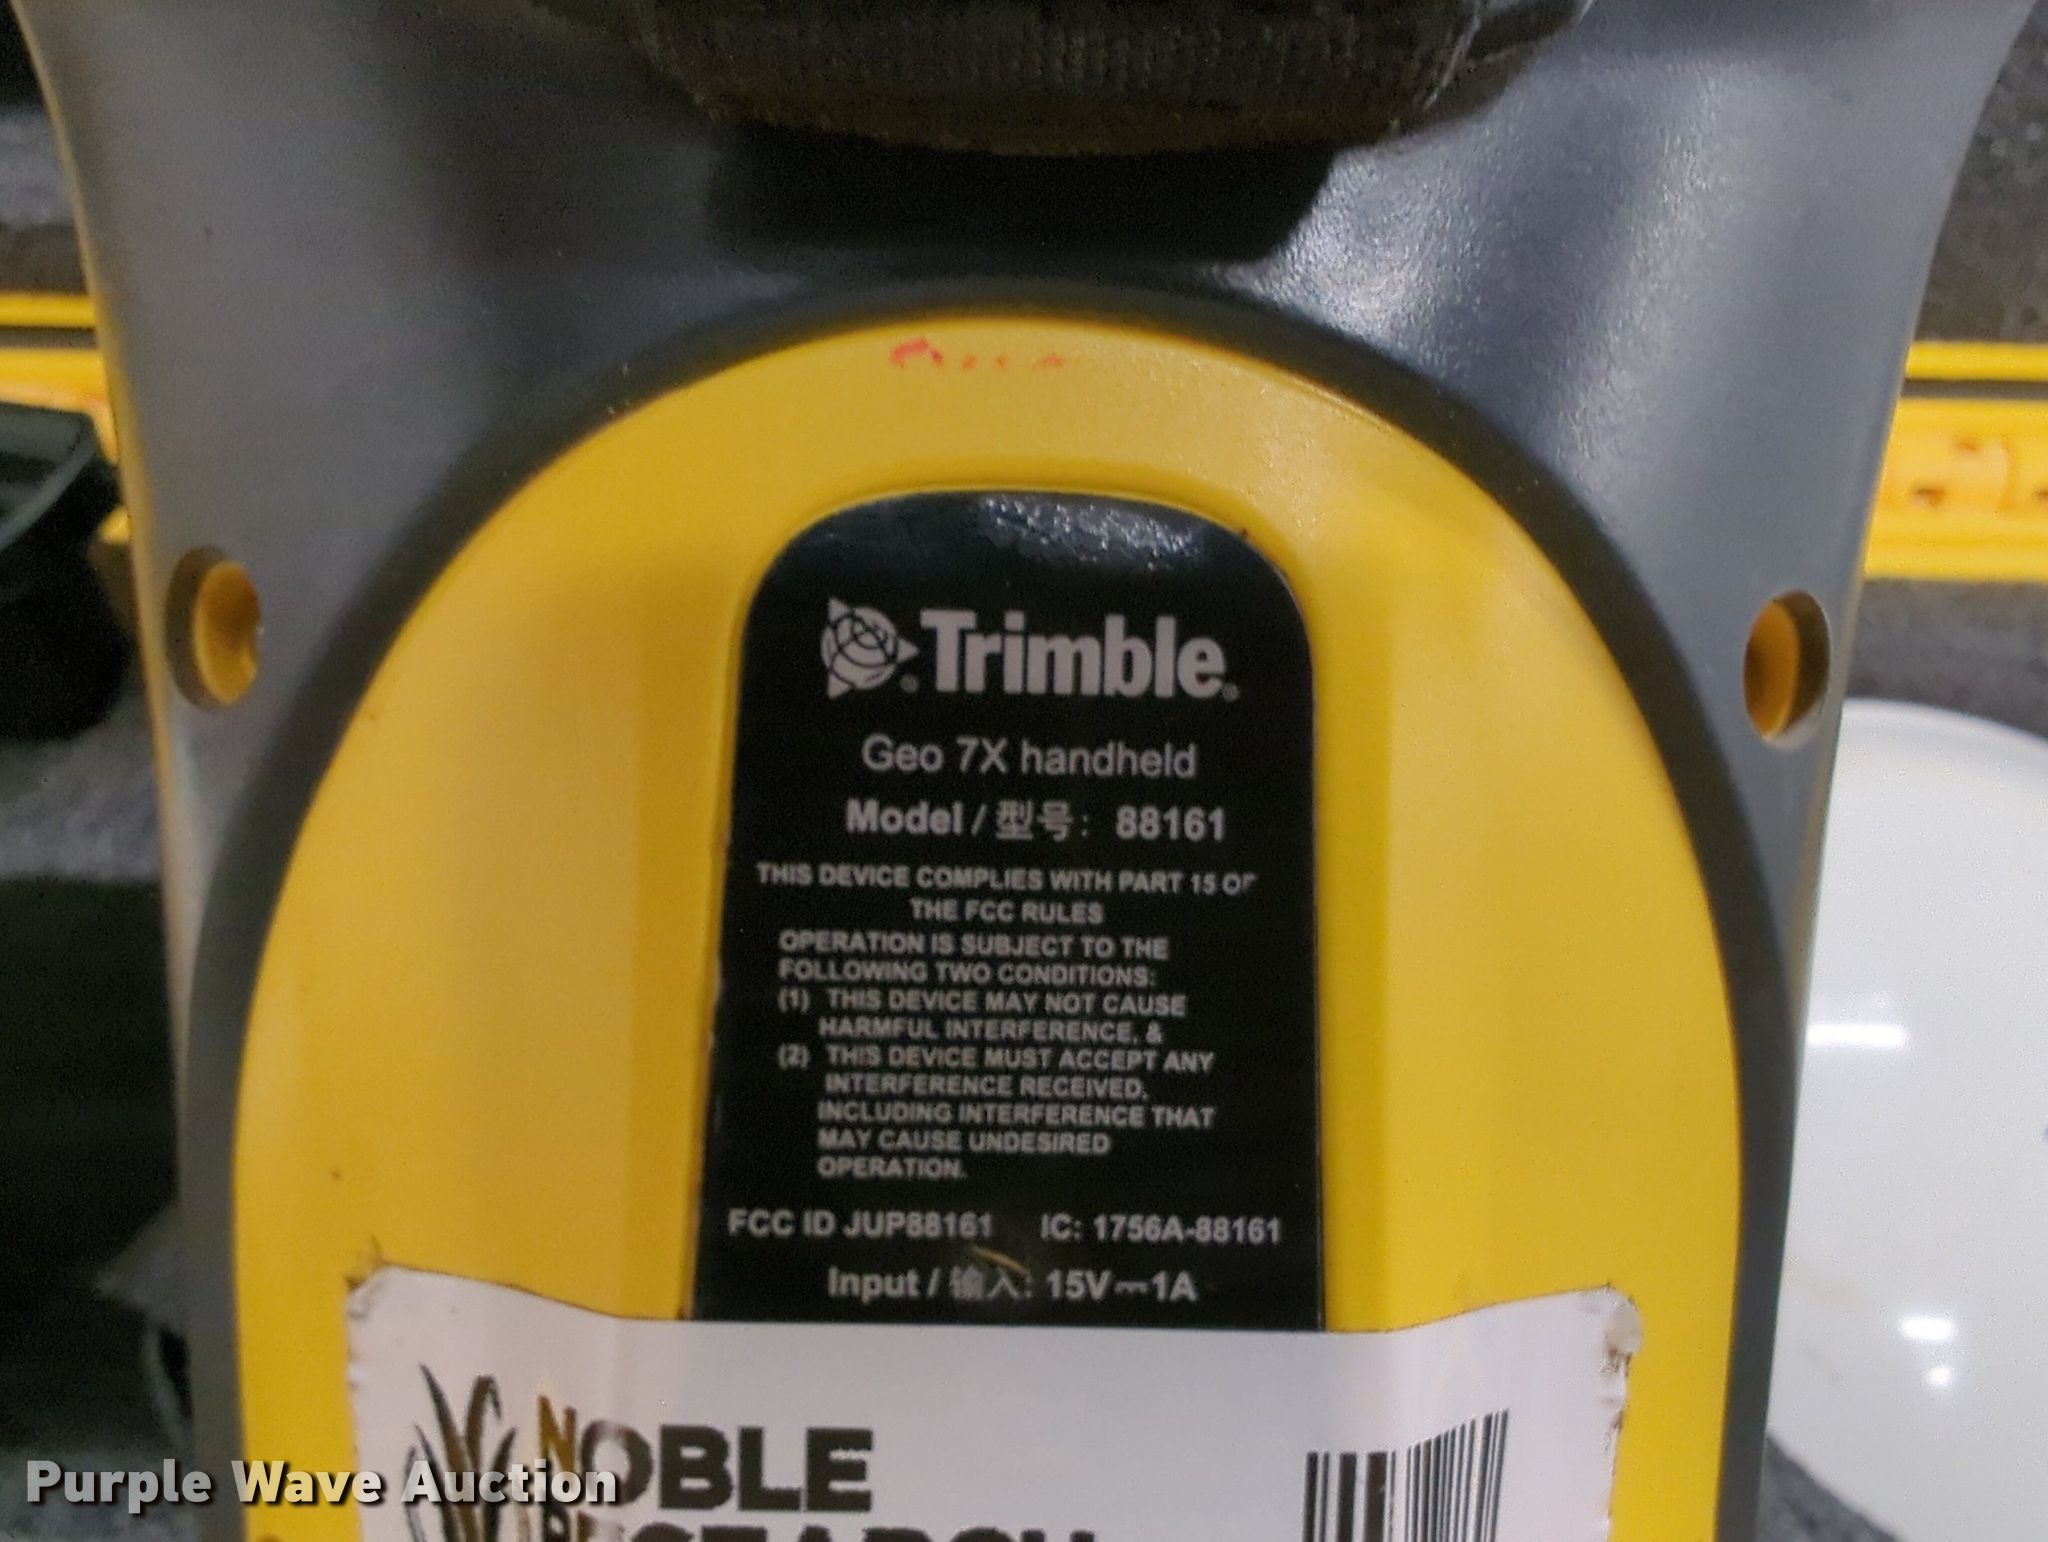 Trimble®
Geo 7X handheld
Model / 型号: 88161
THIS DEVICE COMPLIES WITH PART 15 OF
THE FCC RULES
OPERATION IS SUBJECT TO THE
FOLLOWING TWO CONDITIONS:
(1) THIS DEVICE MAY NOT CAUSE
HARMFUL INTERFERENCE, &
(2) THIS DEVICE MUST ACCEPT ANY
INTERFERENCE RECEIVED,
INCLUDING INTERFERENCE THAT
MAY CAUSE UNDESIRED
OPERATION.
FCC ID JUP88161 IC: 1756A-88161
Input / 输入: 15V⎓1A
NOBLE
RESEARCH
Purple Wave Auction